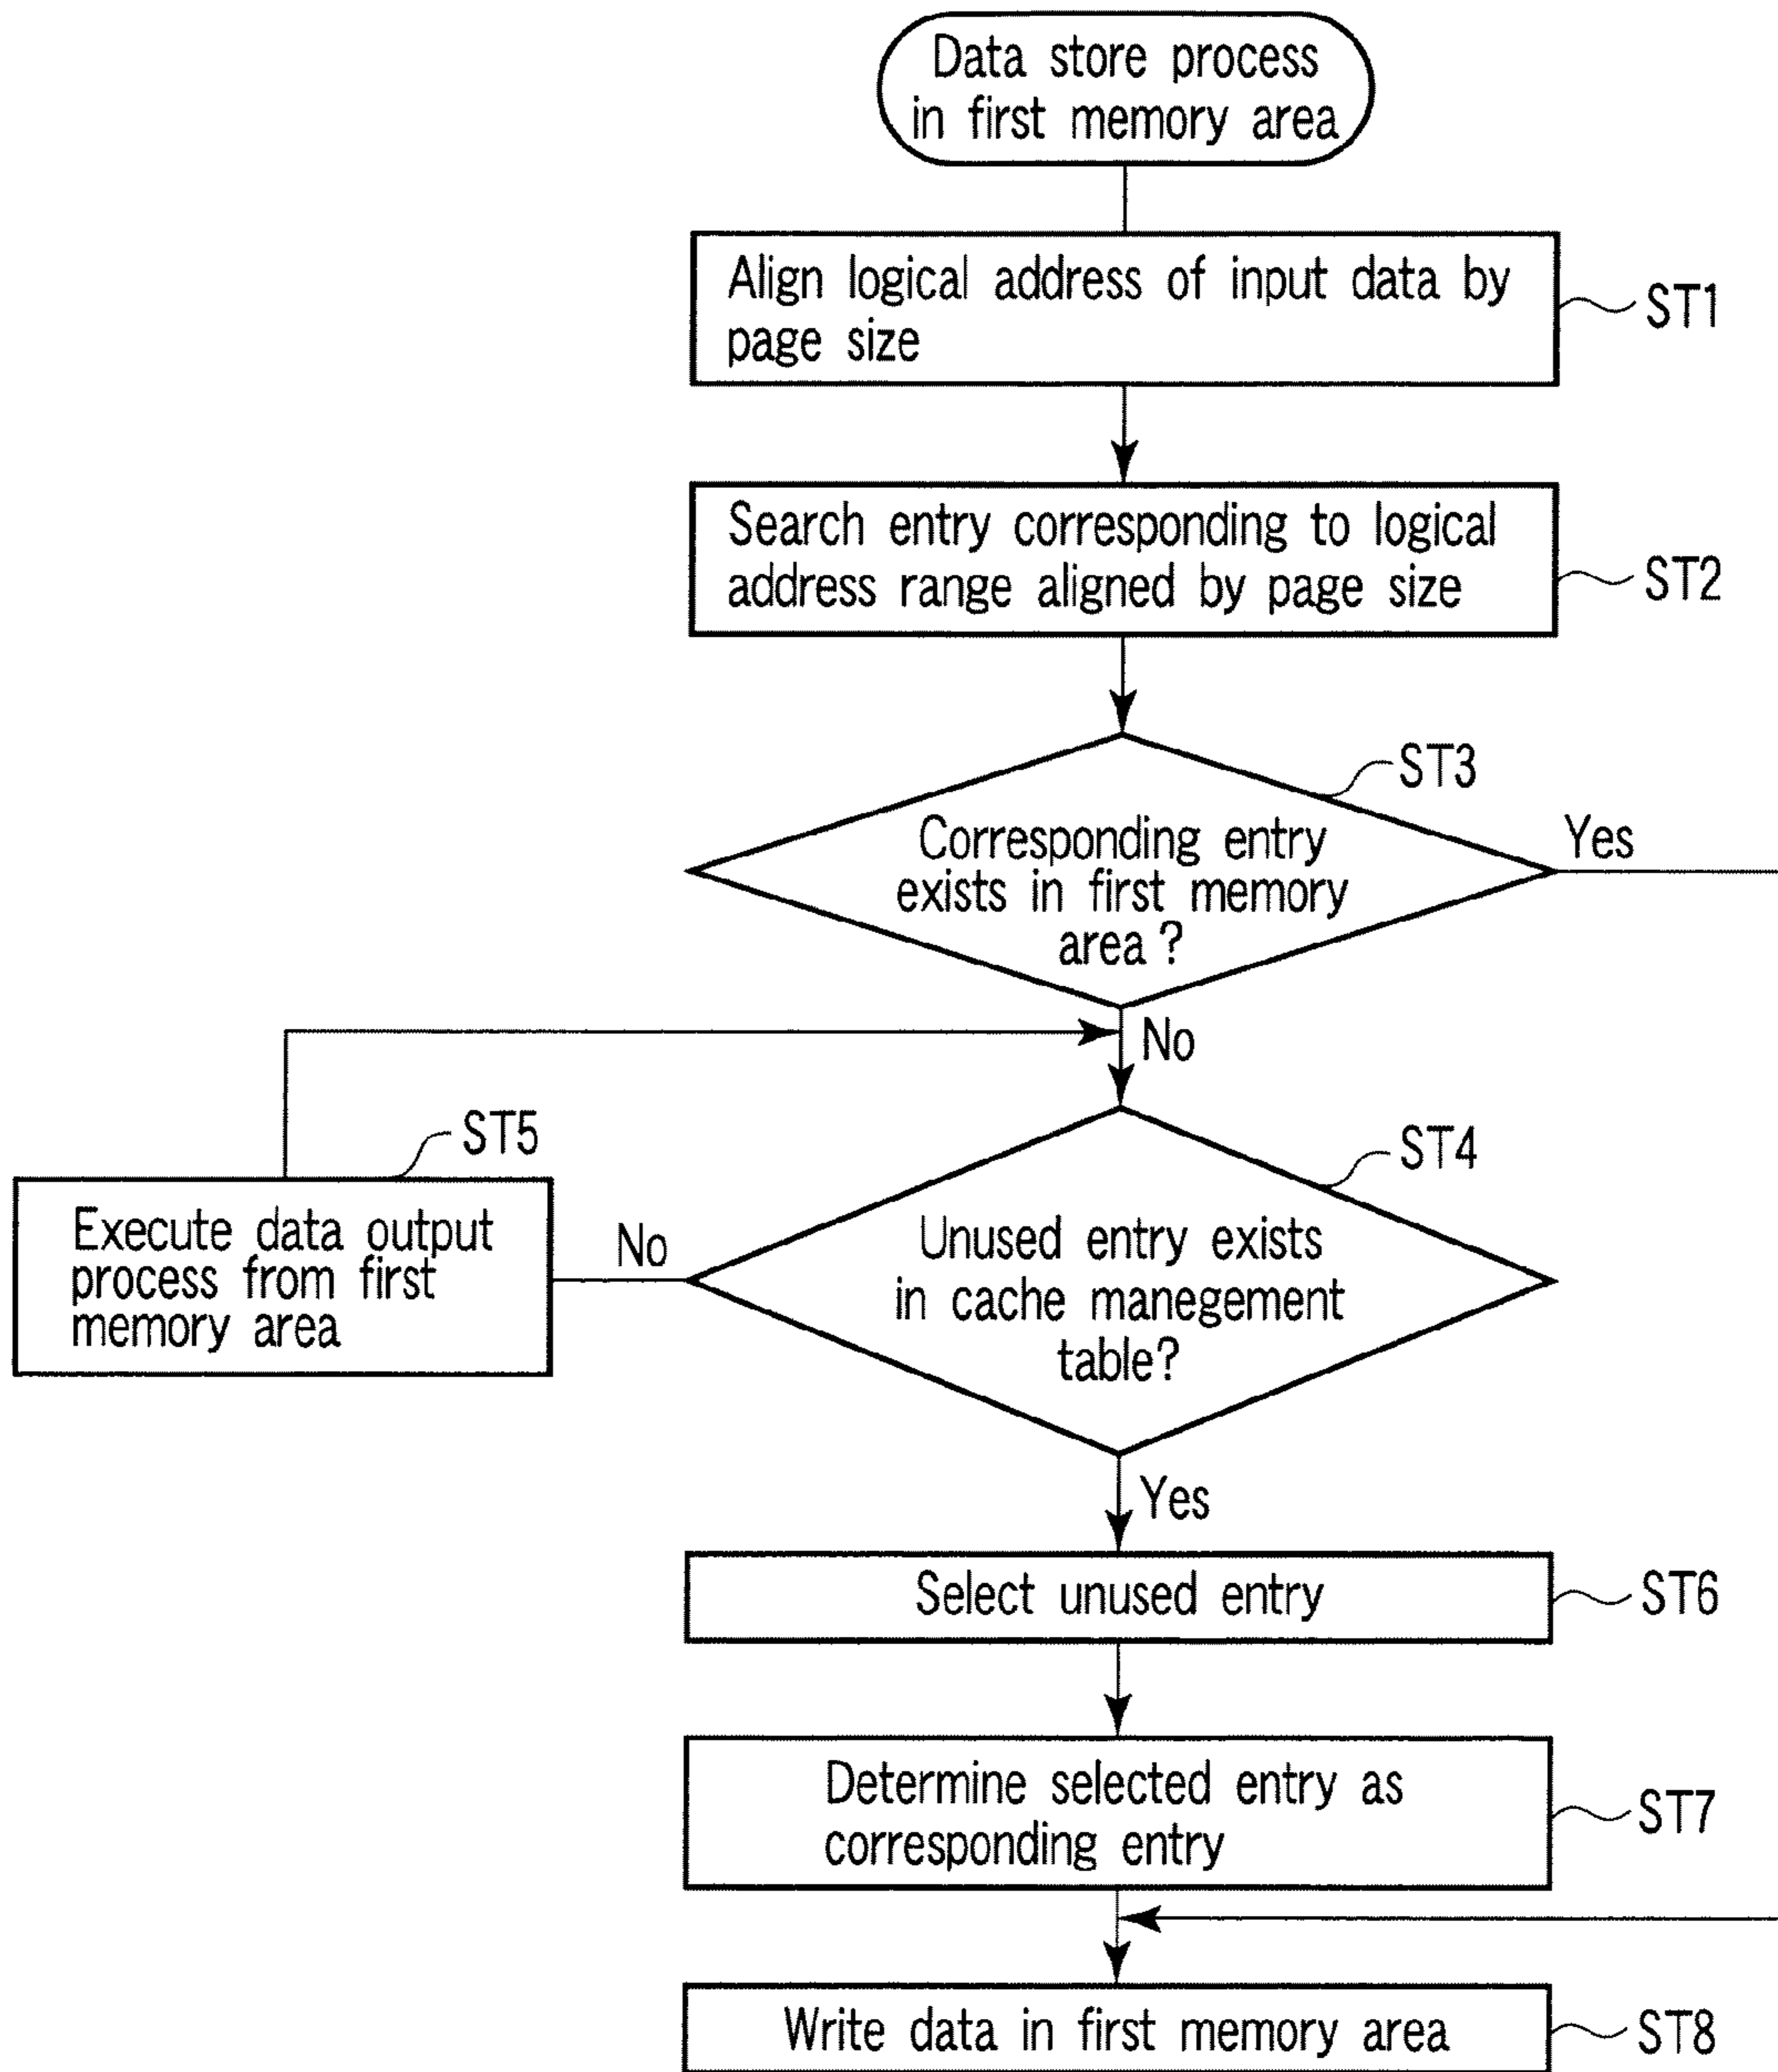 Data store process
in first memory area
Align logical address of input data by
page size
ST1
Search entry corresponding to logical
address range aligned by page size
ST2
ST3
Corresponding entry
exists in first memory
area?
Yes
No
ST5
Execute data output
process from first
memory area
No
ST4
Unused entry exists
in cache manegement
table?
Yes
Select unused entry
ST6
Determine selected entry as
corresponding entry
ST7
Write data in first memory area
ST8